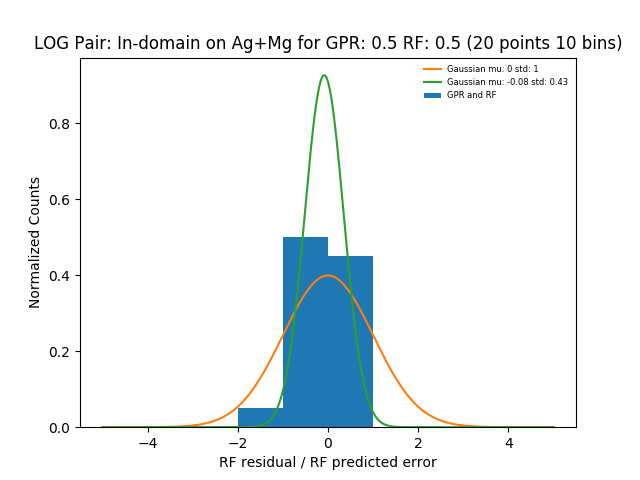 LOG Pair: In-domain on Ag+Mg for GPR: 0.5 RF: 0.5 (20 points 10 bins)
Gaussian mu: 0 std: 1
Gaussian mu: -0.08 std: 0.43
GPR and RF
Normalized Counts
0.8
0.6
0.4
0.2
0.0
−4 −2 0 2 4
RF residual / RF predicted error